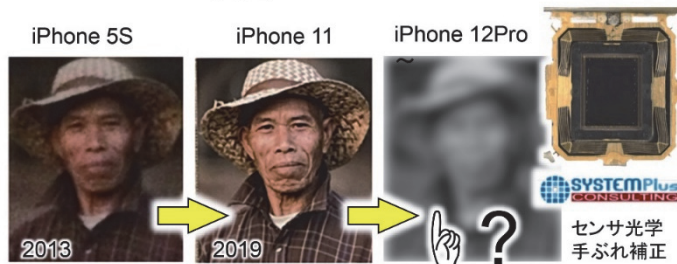 iPhone 5S
iPhone 11
iPhone 12Pro
2013
2019
?
SYSTEMPlus
CONSULTING
センサ光学
手ぶれ補正